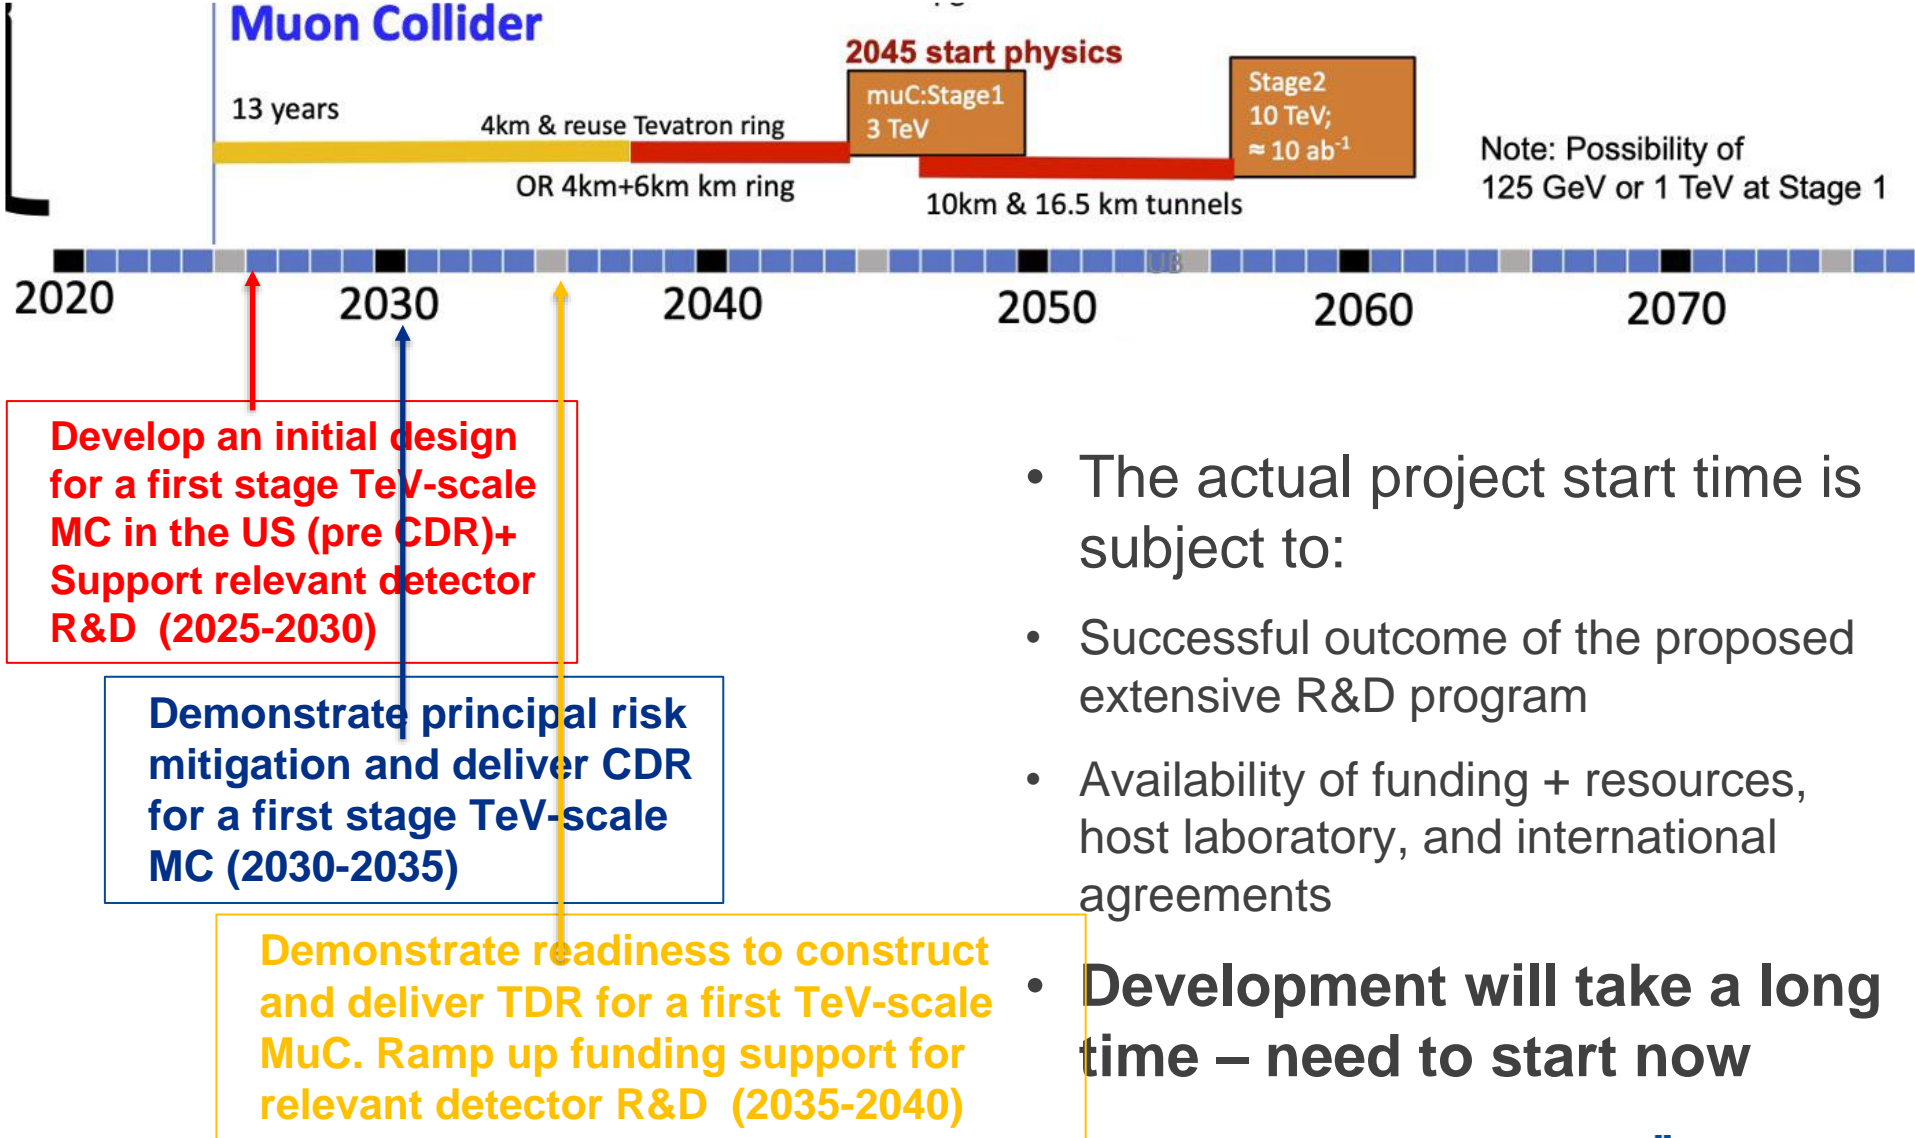 Muon Collider
2045 start physics
13 years
4km & reuse Tevatron ring
OR 4km+6km km ring
muC:Stage1
3 TeV
10km & 16.5 km tunnels
Stage2
10 TeV;
≈ 10 ab⁻¹
Note: Possibility of
125 GeV or 1 TeV at Stage 1
UB
2020 2030 2040 2050 2060 2070
Develop an initial design
for a first stage TeV-scale
MC in the US (pre CDR)+
Support relevant detector
R&D (2025-2030)
Demonstrate principal risk
mitigation and deliver CDR
for a first stage TeV-scale
MC (2030-2035)
Demonstrate readiness to construct
and deliver TDR for a first TeV-scale
MuC. Ramp up funding support for
relevant detector R&D (2035-2040)
• The actual project start time is
subject to:
• Successful outcome of the proposed
extensive R&D program
• Availability of funding + resources,
host laboratory, and international
agreements
• Development will take a long
time – need to start now